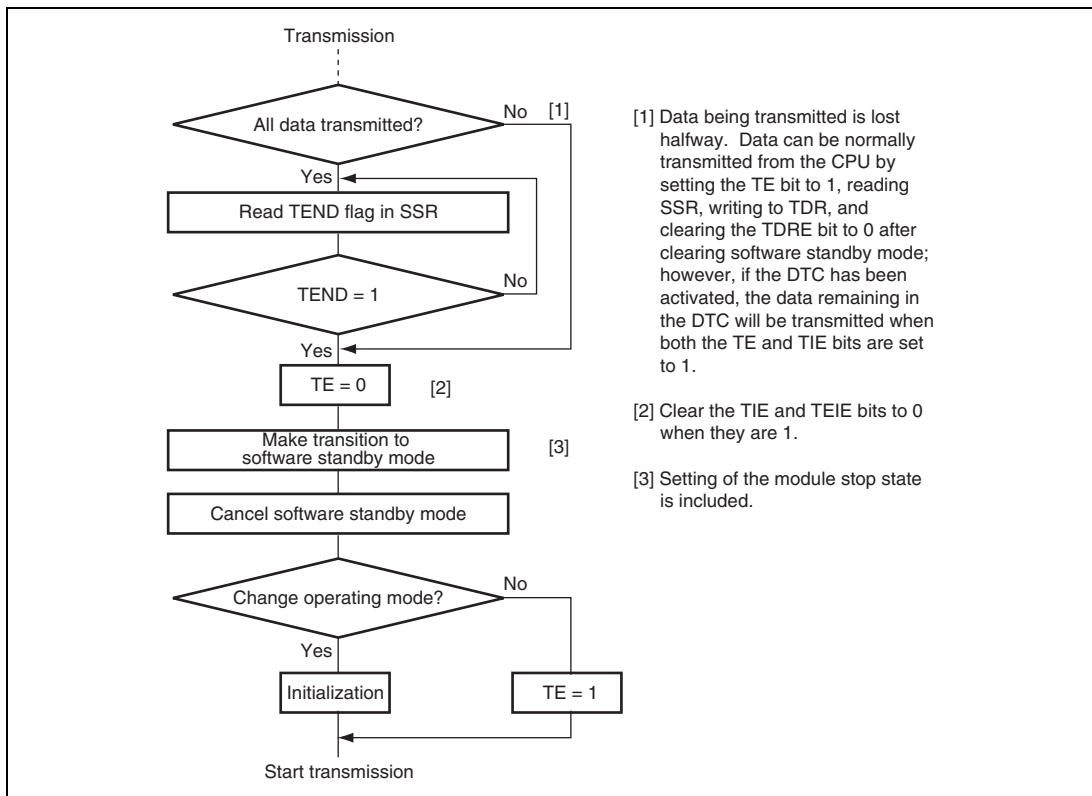 Transmission
All data transmitted?
No
[1]
Yes
Read TEND flag in SSR
TEND = 1
No
Yes
TE = 0
[2]
Make transition to
software standby mode
[3]
Cancel software standby mode
Change operating mode?
No
Yes
Initialization
TE = 1
Start transmission
[1] Data being transmitted is lost
halfway. Data can be normally
transmitted from the CPU by
setting the TE bit to 1, reading
SSR, writing to TDR, and
clearing the TDRE bit to 0 after
clearing software standby mode;
however, if the DTC has been
activated, the data remaining in
the DTC will be transmitted when
both the TE and TIE bits are set
to 1.
[2] Clear the TIE and TEIE bits to 0
when they are 1.
[3] Setting of the module stop state
is included.